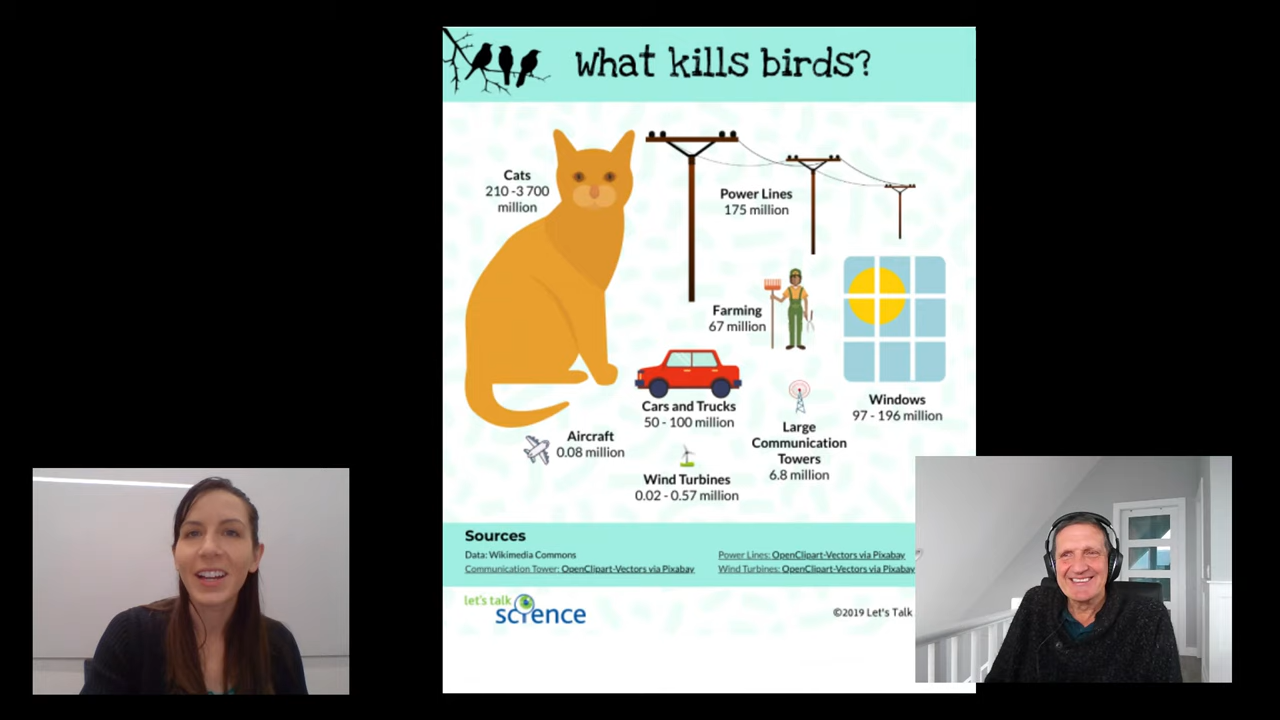 What kills birds?
Cats
210 -3 700
million
Power Lines
175 million
Farming
67 million
Cars and Trucks
50 - 100 million
Windows
97 - 196 million
Large
Communication
Towers
6.8 million
Aircraft
0.08 million
Wind Turbines
0.02 - 0.57 million
Sources
Data: Wikimedia Commons
Communication Tower: OpenClipart-Vectors via Pixabay
Power Lines: OpenClipart-Vectors via Pixabay
Wind Turbines: OpenClipart-Vectors via Pixabay
let's talk
science
©2019 Let's Talk